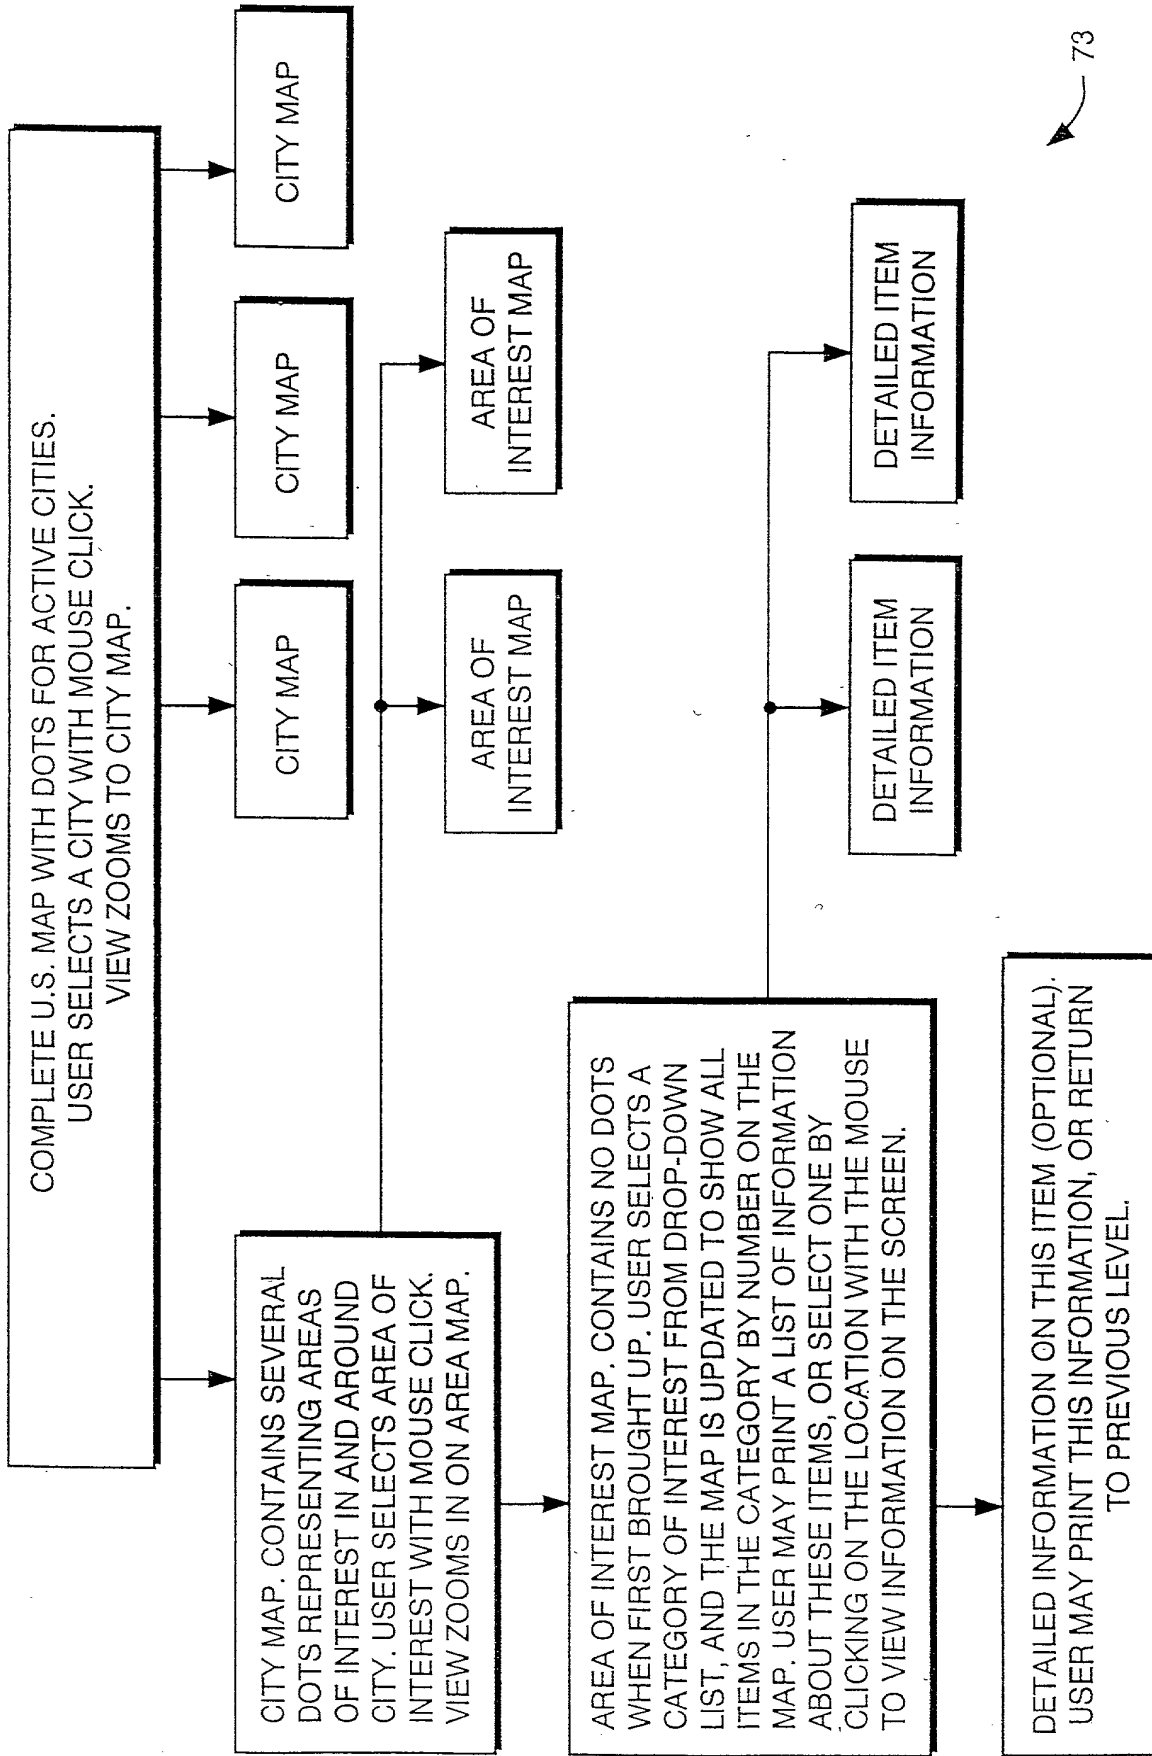 COMPLETE U.S. MAP WITH DOTS FOR ACTIVE CITIES.
USER SELECTS A CITY WITH MOUSE CLICK.
VIEW ZOOMS TO CITY MAP.
CITY MAP. CONTAINS SEVERAL
DOTS REPRESENTING AREAS
OF INTEREST IN AND AROUND
CITY. USER SELECTS AREA OF
INTEREST WITH MOUSE CLICK.
VIEW ZOOMS IN ON AREA MAP.
CITY MAP
CITY MAP
CITY MAP
AREA OF
INTEREST MAP
AREA OF
INTEREST MAP
AREA OF INTEREST MAP. CONTAINS NO DOTS
WHEN FIRST BROUGHT UP. USER SELECTS A
CATEGORY OF INTEREST FROM DROP-DOWN
LIST, AND THE MAP IS UPDATED TO SHOW ALL
ITEMS IN THE CATEGORY BY NUMBER ON THE
MAP. USER MAY PRINT A LIST OF INFORMATION
ABOUT THESE ITEMS, OR SELECT ONE BY
CLICKING ON THE LOCATION WITH THE MOUSE
TO VIEW INFORMATION ON THE SCREEN.
DETAILED ITEM
INFORMATION
DETAILED ITEM
INFORMATION
DETAILED INFORMATION ON THIS ITEM (OPTIONAL).
USER MAY PRINT THIS INFORMATION, OR RETURN
TO PREVIOUS LEVEL.
73